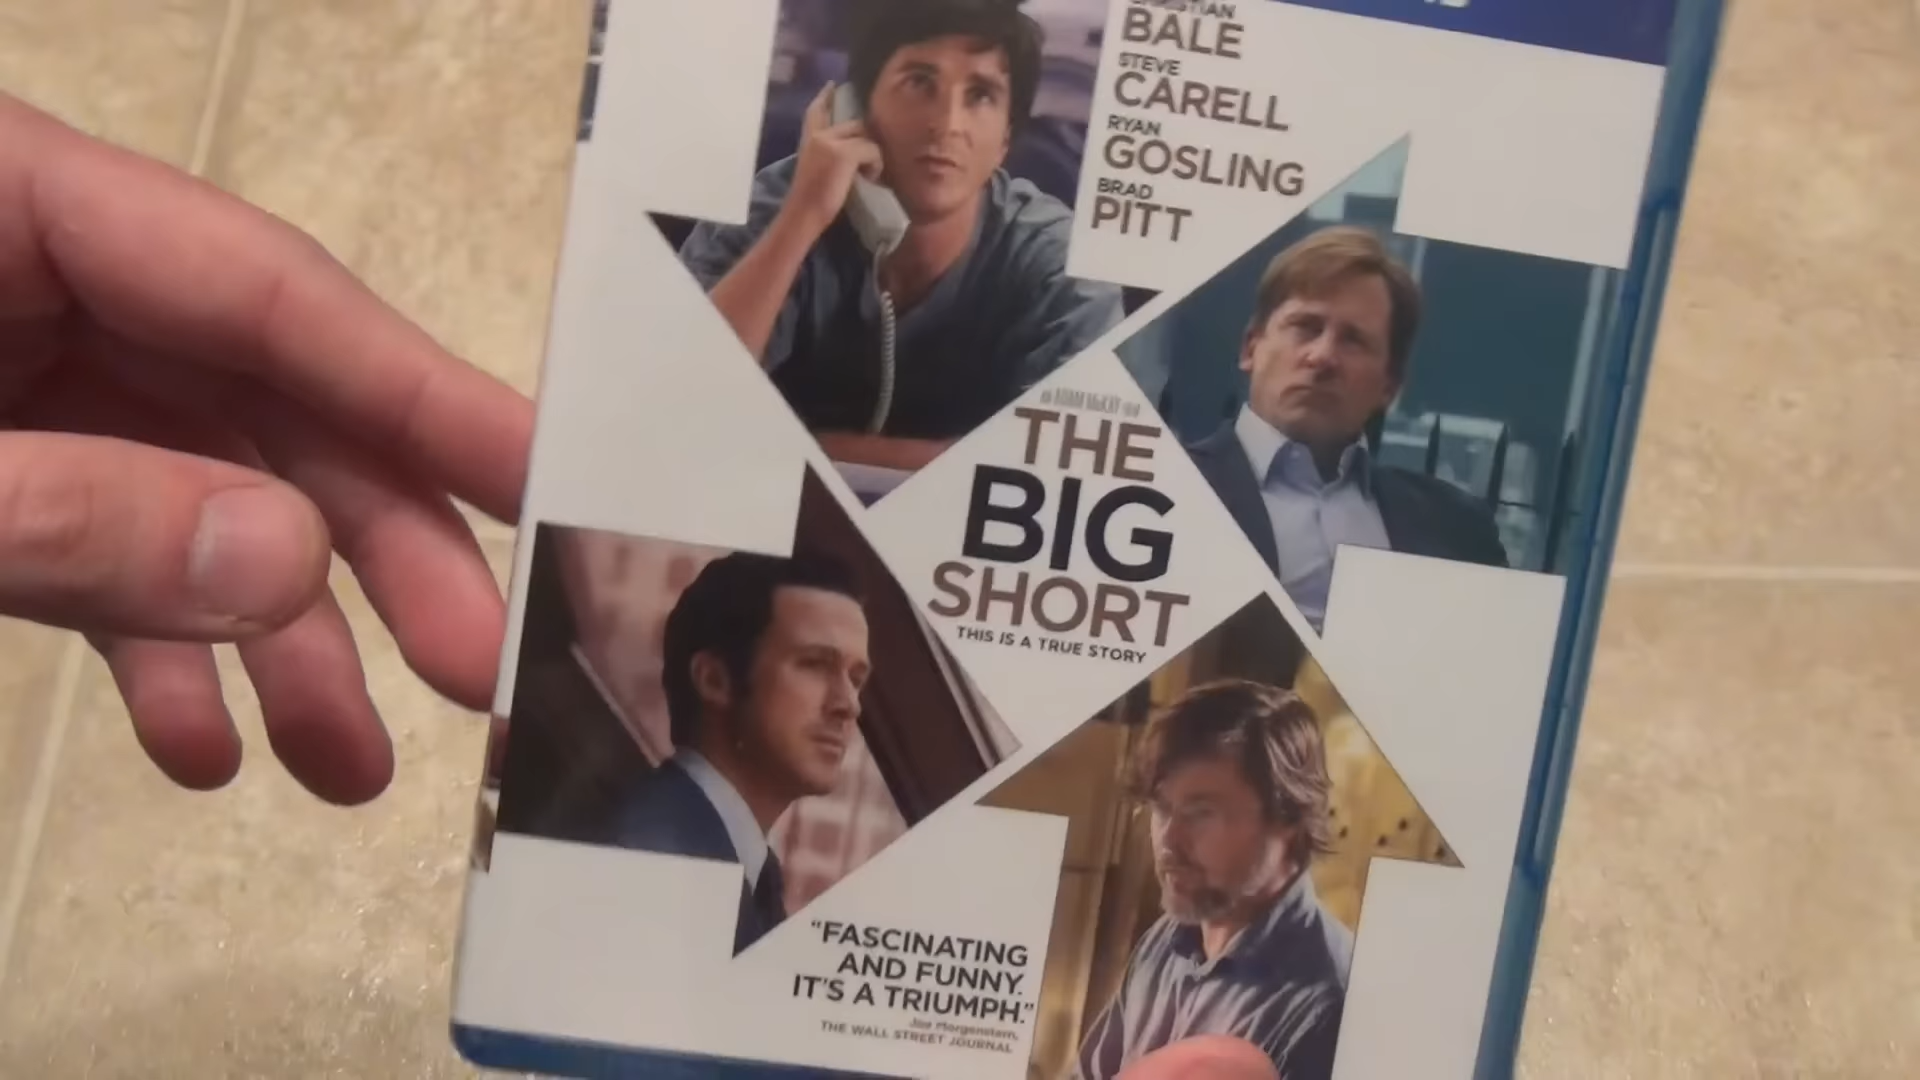 BALE
STEVE
CARELL
RYAN
GOSLING
BRAD
PITT
THE
BIG
SHORT
THIS IS A TRUE STORY
"FASCINATING
AND FUNNY.
IT'S A TRIUMPH."
Joe Morgenstern,
THE WALL STREET JOURNAL